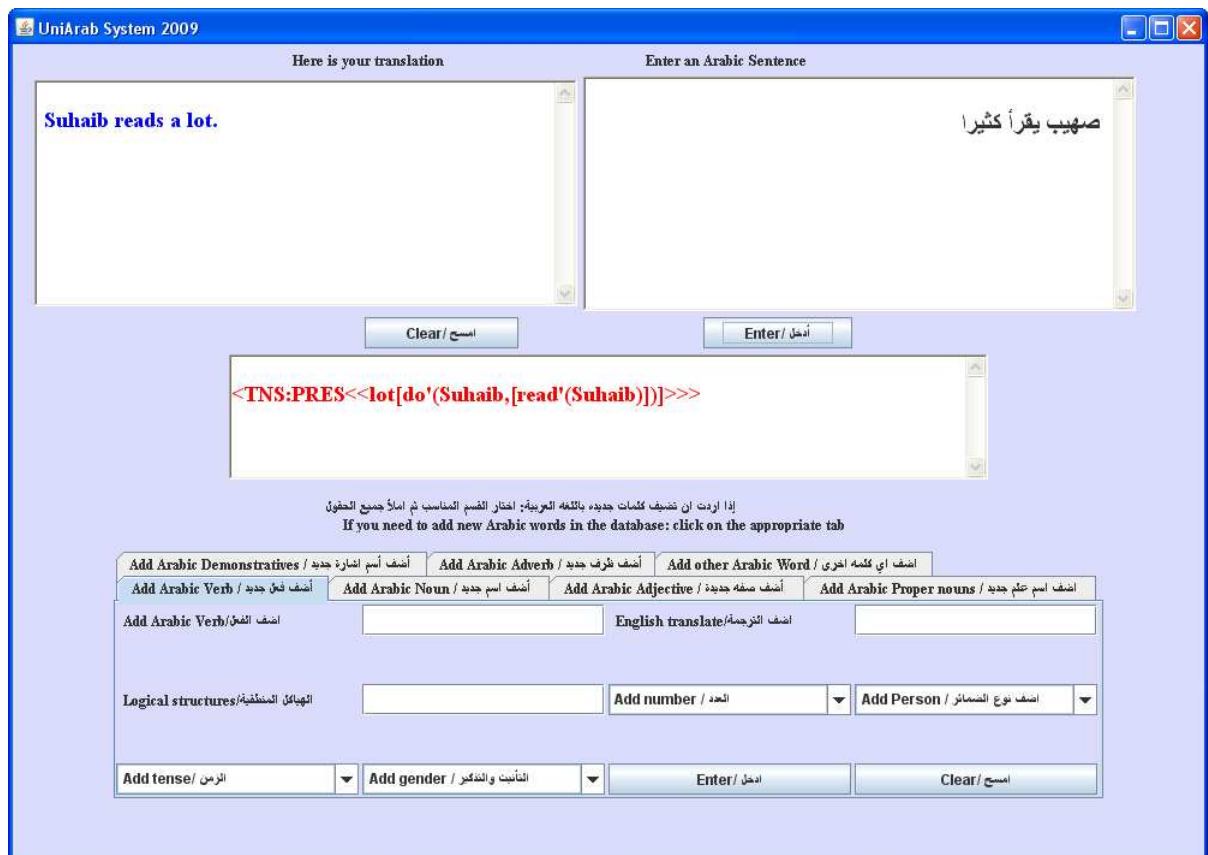 UniArab System 2009
Here is your translation
Enter an Arabic Sentence
Suhaib reads a lot.
صهيب يقرأ كثيرا
Clear/امسح
Enter/أدخل
<TNS:PRES<<lot[do'(Suhaib,[read'(Suhaib)])]>>>
إذا اردت ان تضيف كلمات جديده باللغه العربية: اختار القسم المناسب ثم املأ جميع الحقول
If you need to add new Arabic words in the database: click on the appropriate tab
Add Arabic Demonstratives / أضف أسم اشارة جديد
Add Arabic Adverb / أضف ظرف جديد
Add other Arabic Word / اضف اي كلمه اخرى
Add Arabic Verb / أضف فعل جديد
Add Arabic Noun / أضف اسم جديد
Add Arabic Adjective / أضف صفه جديدة
Add Arabic Proper nouns / اضف اسم علم جديد
Add Arabic Verb/اضف الفعل
English translate/اضف الترجمة
Logical structures/الهياكل المنطقية
Add number / العدد
Add Person / اضف نوع الضمائر
Add tense/ الزمن
Add gender / التأنيث والتذكير
Enter/ ادخل
Clear/امسح